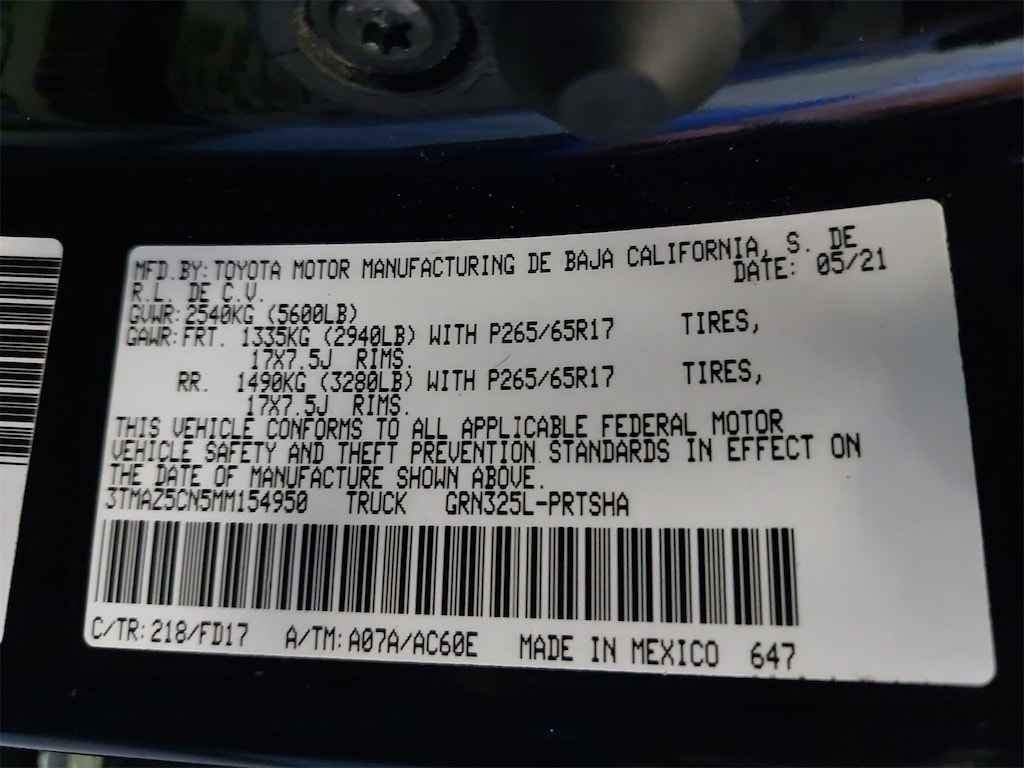 MFD.BY:TOYOTA MOTOR MANUFACTURING DE BAJA CALIFORNIA, S. DE
R.L. DE C.V. DATE: 05/21
GVWR:2540KG (5600LB)
GAWR:FRT. 1335KG (2940LB) WITH P265/65R17 TIRES,
17X7.5J RIMS.
RR. 1490KG (3280LB) WITH P265/65R17 TIRES,
17X7.5J RIMS.
THIS VEHICLE CONFORMS TO ALL APPLICABLE FEDERAL MOTOR
VEHICLE SAFETY AND THEFT PREVENTION STANDARDS IN EFFECT ON
THE DATE OF MANUFACTURE SHOWN ABOVE.
3TMAZ5CN5MM154950 TRUCK GRN325L-PRTSHA
C/TR:218/FD17 A/TM:A07A/AC60E MADE IN MEXICO 647